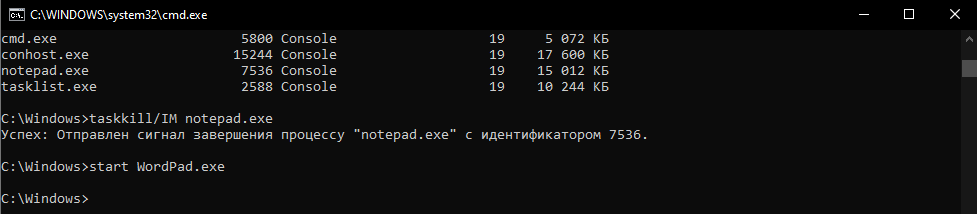 C:\WINDOWS\system32\cmd.exe
cmd.exe 5800 Console 19 5 072 КБ
conhost.exe 15244 Console 19 17 600 КБ
notepad.exe 7536 Console 19 15 012 КБ
tasklist.exe 2588 Console 19 10 244 КБ
C:\Windows>taskkill/IM notepad.exe
Успех: Отправлен сигнал завершения процессу "notepad.exe" с идентификатором 7536.
C:\Windows>start WordPad.exe
C:\Windows>